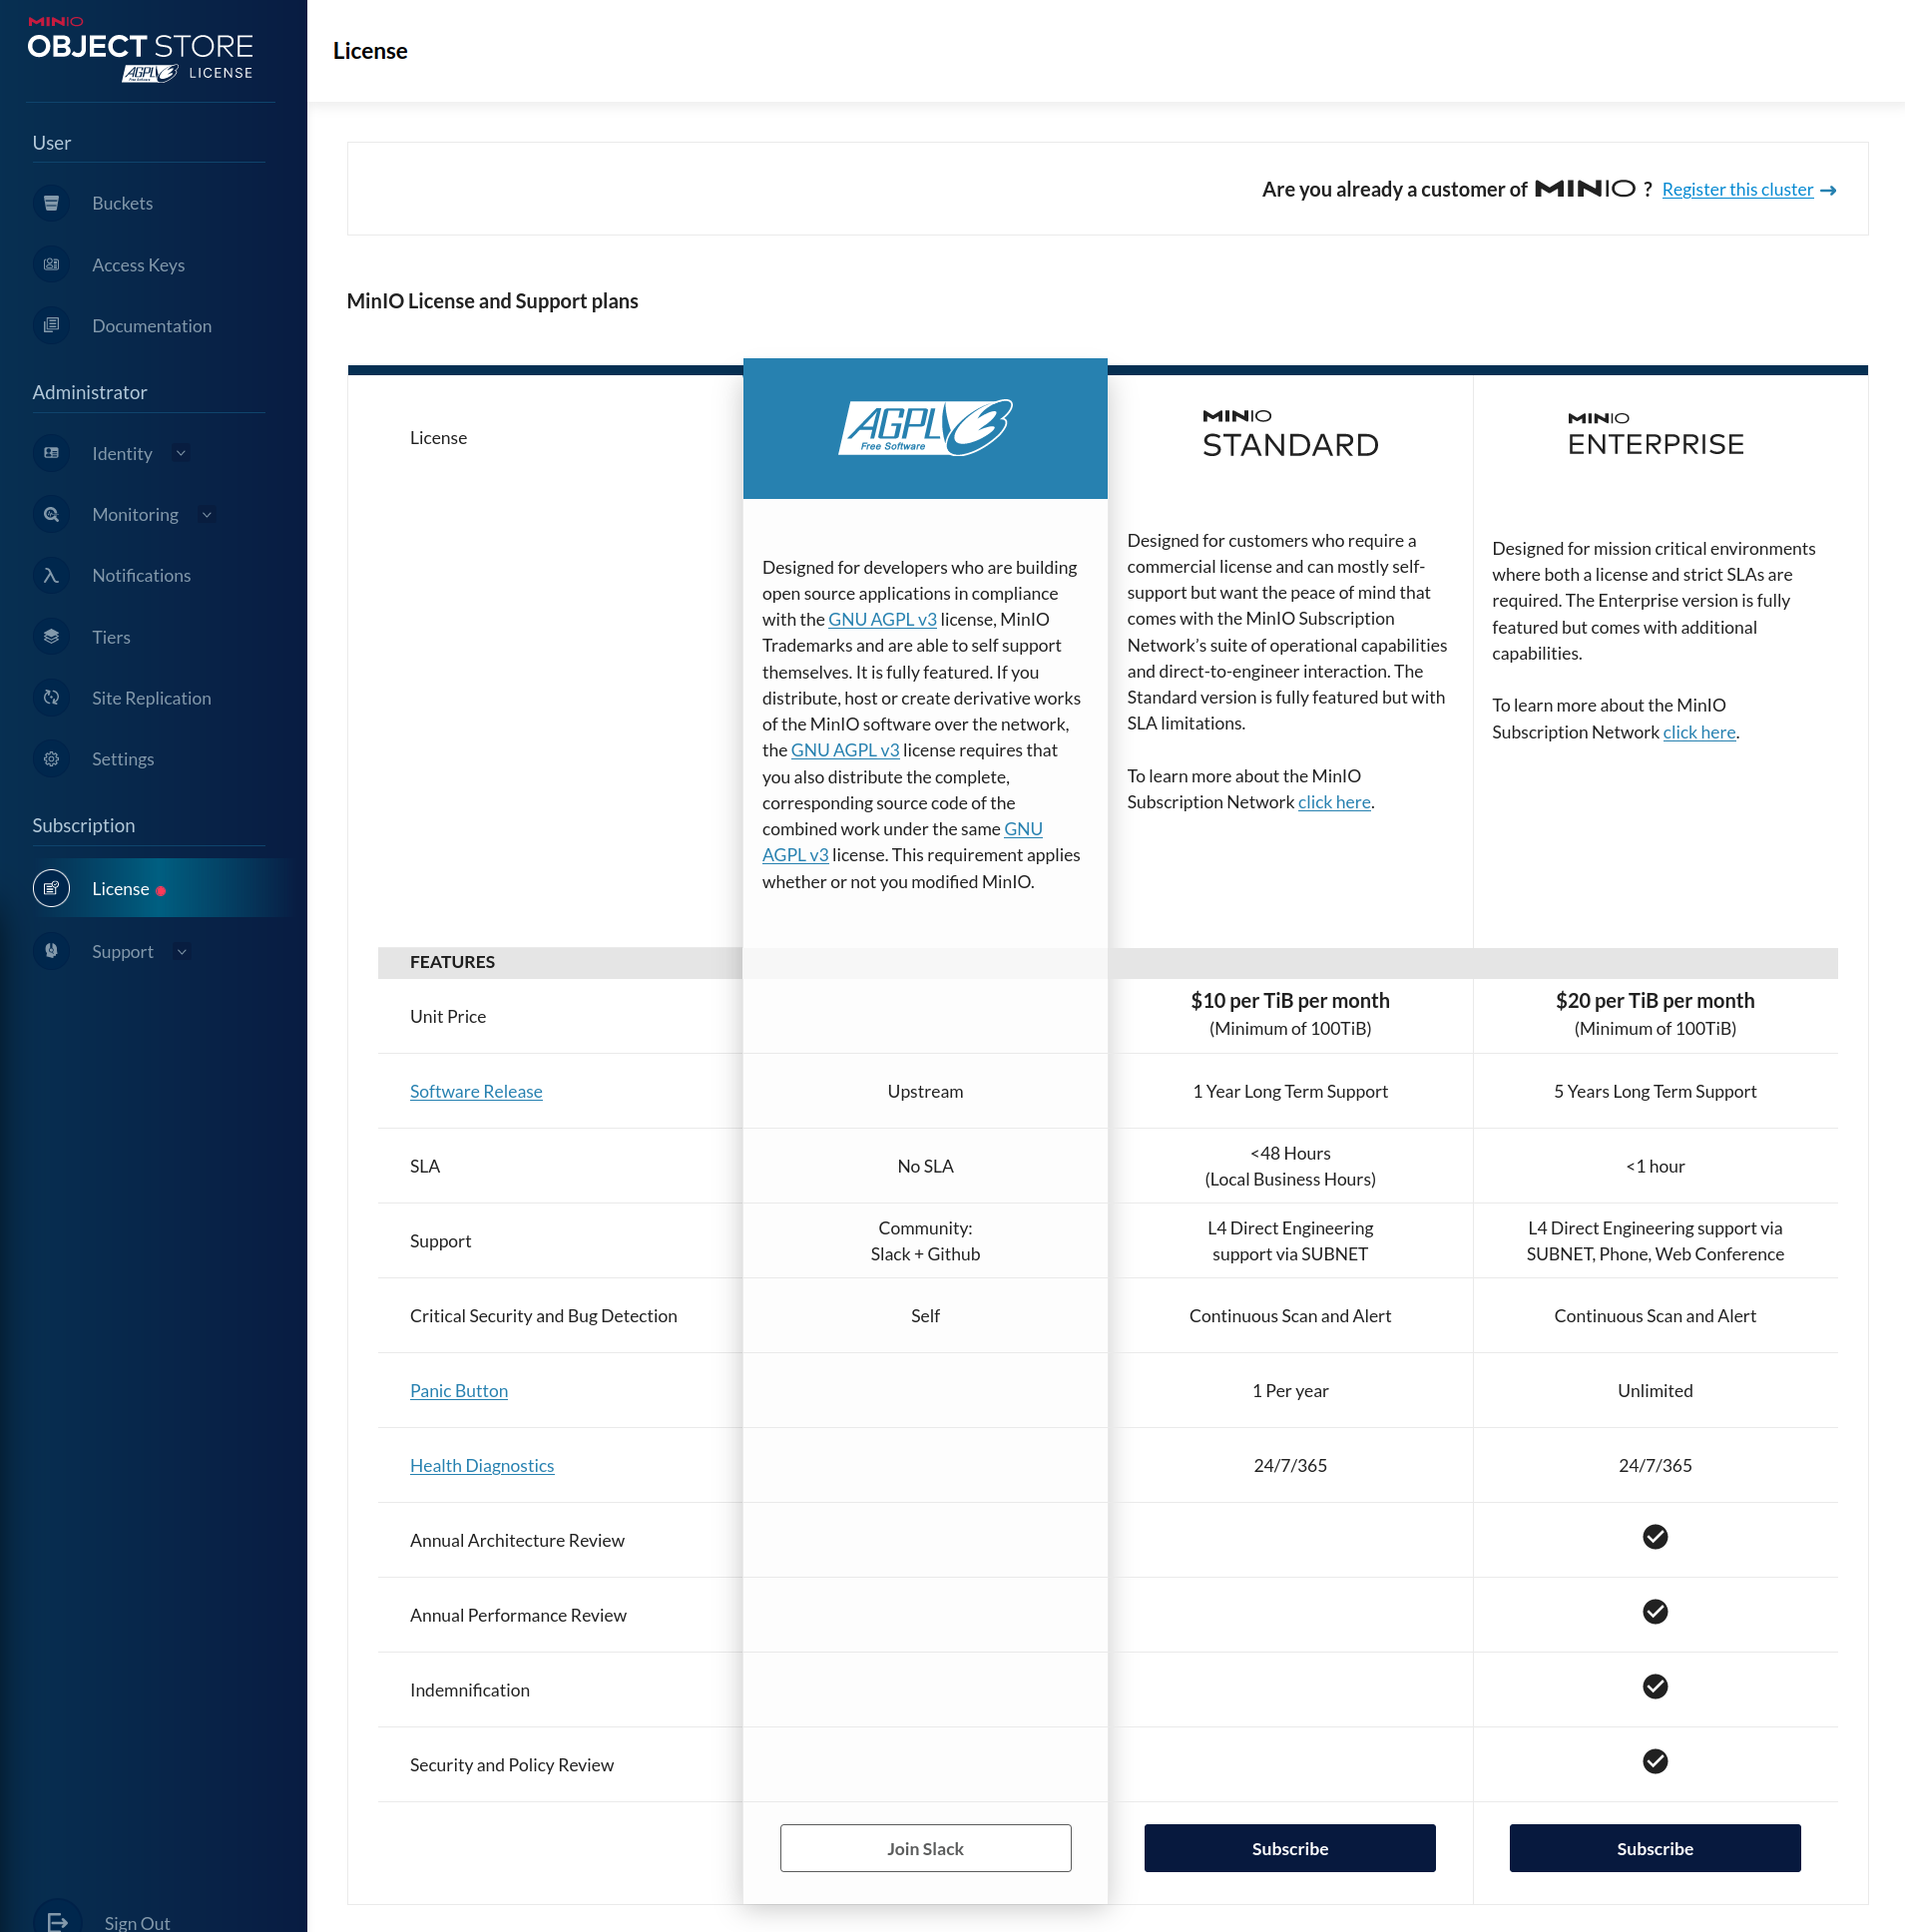 MINIO
OBJECT STORE
AGPL v3 Free Software LICENSE
User
Buckets
Access Keys
Documentation
Administrator
Identity
Monitoring
Notifications
Tiers
Site Replication
Settings
Subscription
License
Support
Sign Out
License
Are you already a customer of MINIO ? Register this cluster →
MinIO License and Support plans
License
AGPL v3
Free Software
Designed for developers who are building
open source applications in compliance
with the GNU AGPL v3 license, MinIO
Trademarks and are able to self support
themselves. It is fully featured. If you
distribute, host or create derivative works
of the MinIO software over the network,
the GNU AGPL v3 license requires that
you also distribute the complete,
corresponding source code of the
combined work under the same GNU
AGPL v3 license. This requirement applies
whether or not you modified MinIO.
MINIO
STANDARD
Designed for customers who require a
commercial license and can mostly self-
support but want the peace of mind that
comes with the MinIO Subscription
Network’s suite of operational capabilities
and direct-to-engineer interaction. The
Standard version is fully featured but with
SLA limitations.
To learn more about the MinIO
Subscription Network click here.
MINIO
ENTERPRISE
Designed for mission critical environments
where both a license and strict SLAs are
required. The Enterprise version is fully
featured but comes with additional
capabilities.
To learn more about the MinIO
Subscription Network click here.
FEATURES
Unit Price
$10 per TiB per month
(Minimum of 100TiB)
$20 per TiB per month
(Minimum of 100TiB)
Software Release
Upstream
1 Year Long Term Support
5 Years Long Term Support
SLA
No SLA
<48 Hours
(Local Business Hours)
<1 hour
Support
Community:
Slack + Github
L4 Direct Engineering
support via SUBNET
L4 Direct Engineering support via
SUBNET, Phone, Web Conference
Critical Security and Bug Detection
Self
Continuous Scan and Alert
Continuous Scan and Alert
Panic Button
1 Per year
Unlimited
Health Diagnostics
24/7/365
24/7/365
Annual Architecture Review
Annual Performance Review
Indemnification
Security and Policy Review
Join Slack
Subscribe
Subscribe